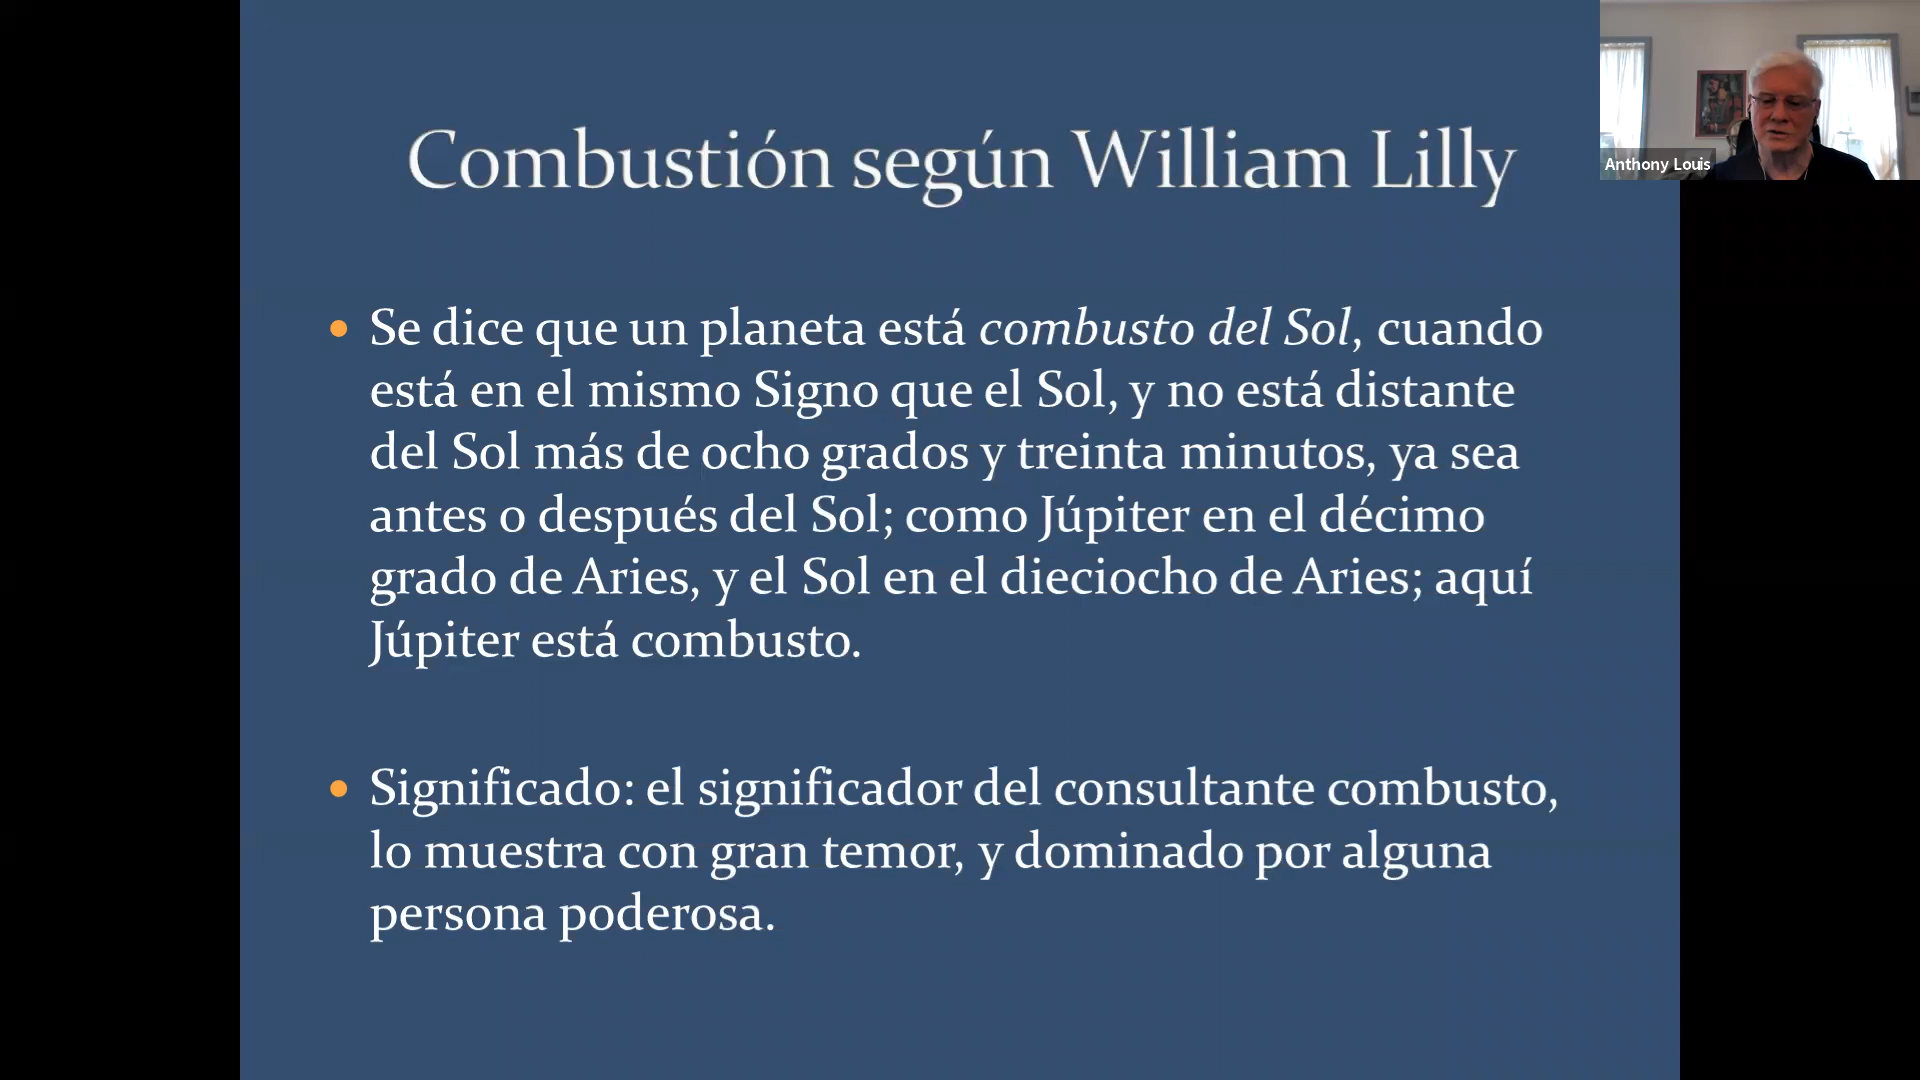 Combustión según William Lilly
Anthony Louis
• Se dice que un planeta está combusto del Sol, cuando
está en el mismo Signo que el Sol, y no está distante
del Sol más de ocho grados y treinta minutos, ya sea
antes o después del Sol; como Júpiter en el décimo
grado de Aries, y el Sol en el dieciocho de Aries; aquí
Júpiter está combusto.
• Significado: el significador del consultante combusto,
lo muestra con gran temor, y dominado por alguna
persona poderosa.